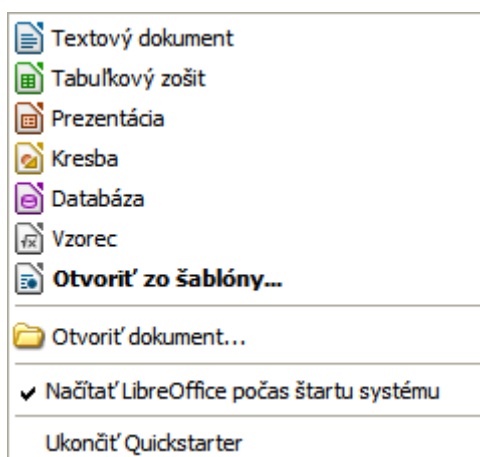 Textový dokument
Tabuľkový zošit
Prezentácia
Kresba
Databáza
Vzorec
Otvoriť zo šablóny...
Otvoriť dokument...
Načítať LibreOffice počas štartu systému
Ukončiť Quickstarter